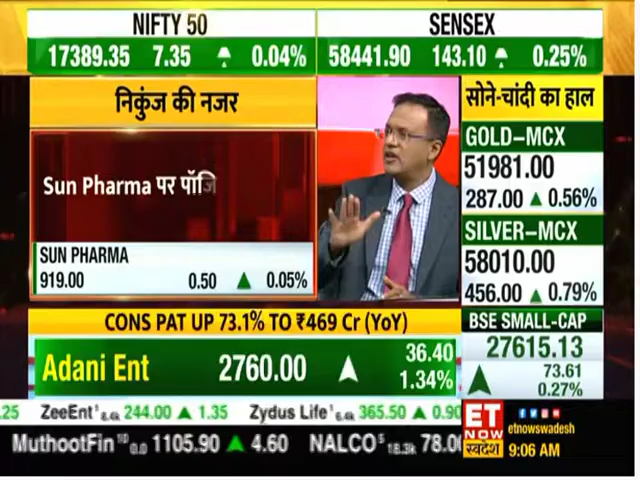 NIFTY 50
17389.35 7.35 0.04%
SENSEX
58441.90 143.10 0.25%
निकुंज की नजर
Sun Pharma पर
SUN PHARMA
919.00 0.50 0.05%
सोने-चांदी का हाल
GOLD-MCX
51981.00
287.00 0.56%
SILVER-MCX
58010.00
456.00 0.79%
CONS PAT UP 73.1% TO ₹469 Cr (YoY)
Adani Ent 2760.00 36.40
1.34%
BSE SMALL-CAP
27615.13
73.61
0.27%
.25 ZeeEnt 244.00 1.35 Zydus Life 365.50 0.90
MuthootFin 0.0 1105.90 4.60 NALCO 78.0
ET
NOW
स्वदेश
etnowswadesh
9:06 AM